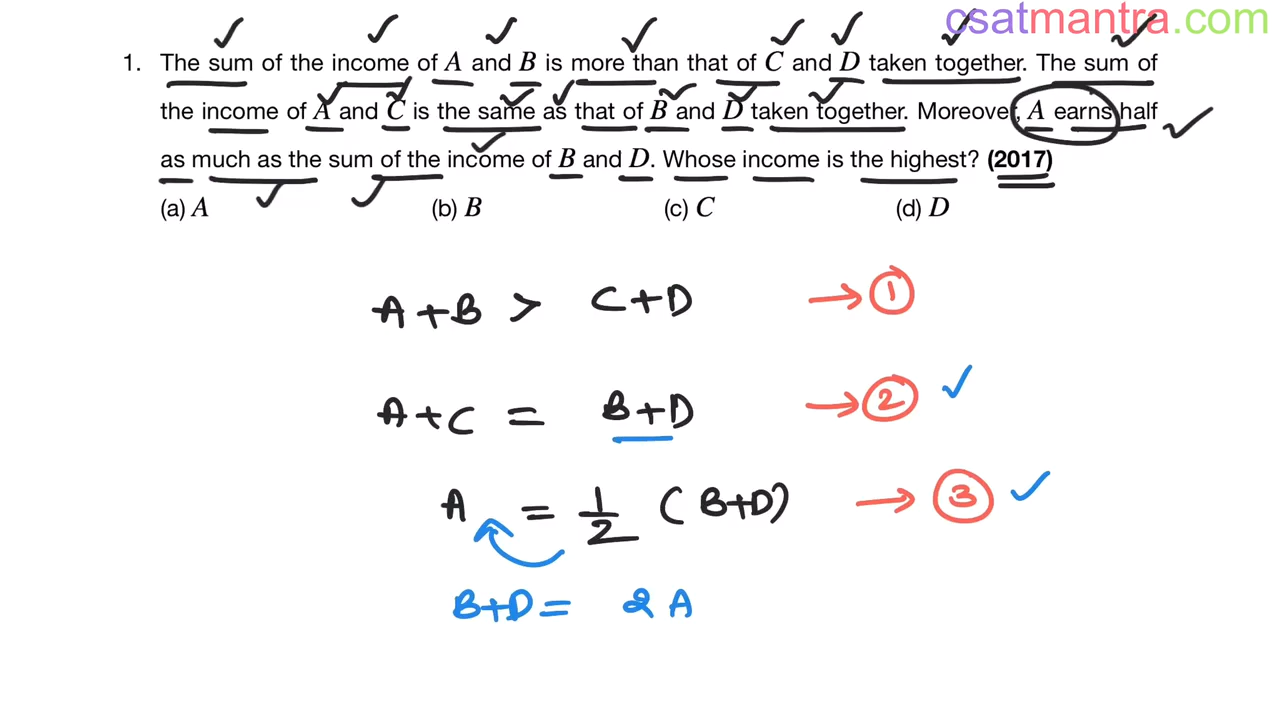 csatmantra.com
1. The sum of the income of A and B is more than that of C and D taken together. The sum of
the income of A and C is the same as that of B and D taken together. Moreover, A earns half
as much as the sum of the income of B and D. Whose income is the highest? (2017)
(a) A (b) B (c) C (d) D
A+B > C+D → 1
A+C = B+D → 2
A = 1/2 (B+D) → 3
B+D = 2A